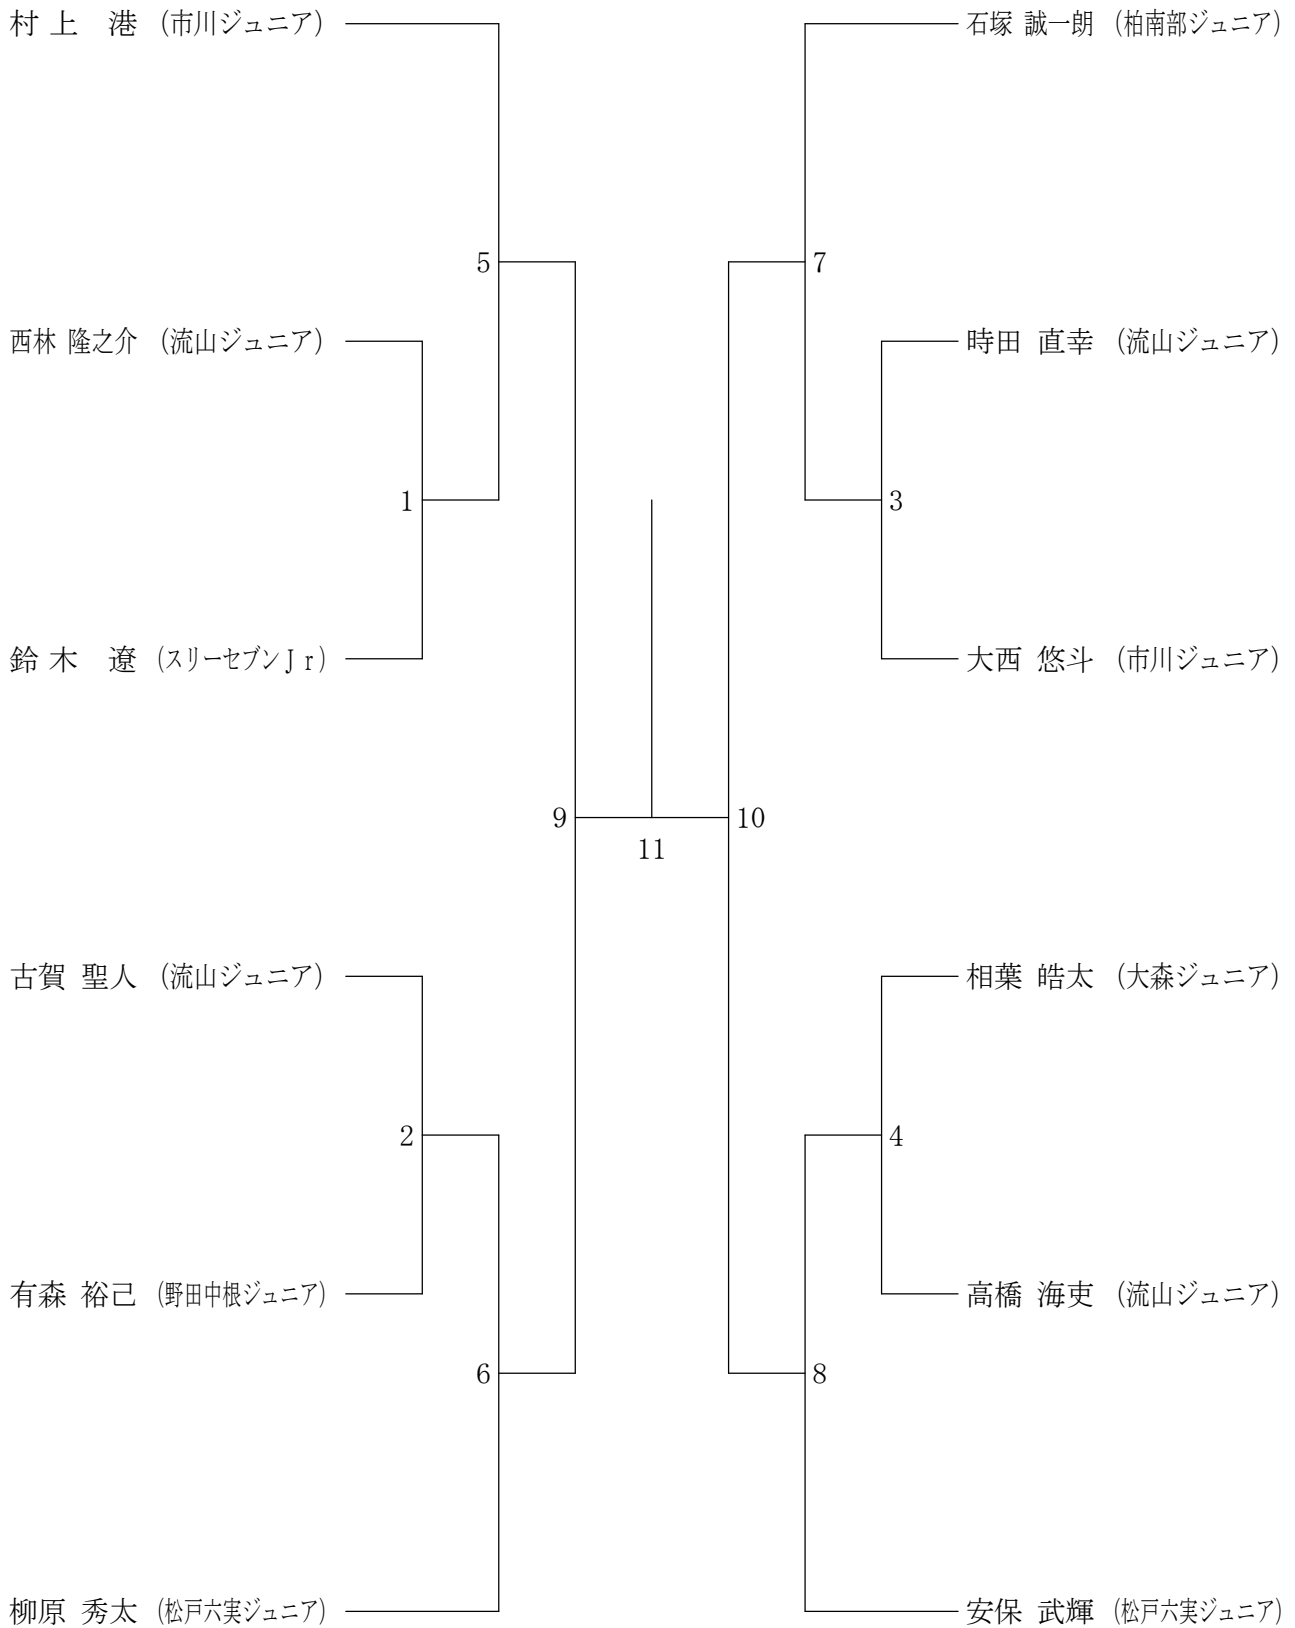 村上 港 (市川ジュニア)
石塚 誠一朗 (柏南部ジュニア)
5
7
西林 隆之介 (流山ジュニア)
時田 直幸 (流山ジュニア)
1
3
鈴木 遼 (スリーセブンＪｒ)
大西 悠斗 (市川ジュニア)
9
10
11
古賀 聖人 (流山ジュニア)
相葉 皓太 (大森ジュニア)
2
4
有森 裕己 (野田中根ジュニア)
高橋 海吏 (流山ジュニア)
6
8
柳原 秀太 (松戸六実ジュニア)
安保 武輝 (松戸六実ジュニア)